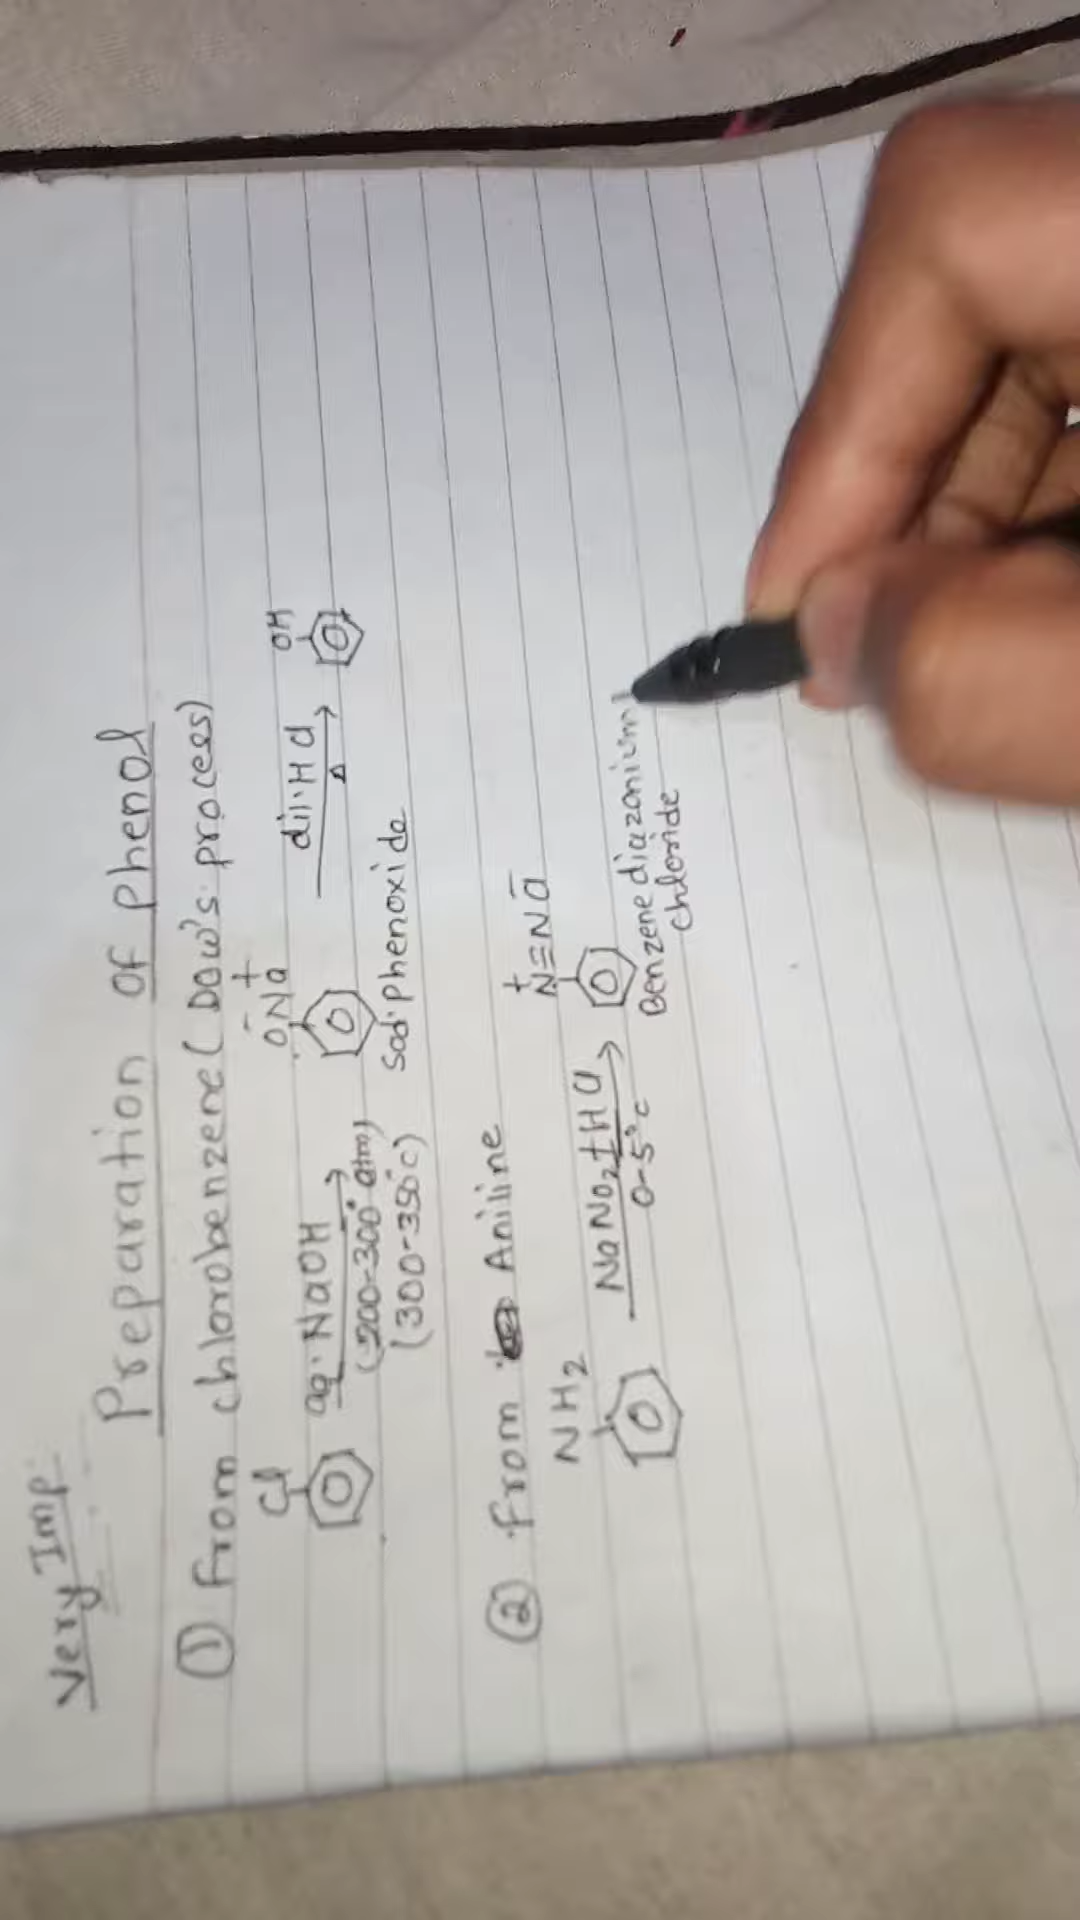 Very Imp.
Preparation of Phenol
① From chlorobenzene (Dow's process)
Cl
aq. NaOH
(200-300° atm)
(300-350°C)
ŌNa⁺
Sod. Phenoxide
dil. HCl
Δ
OH
② From Aniline
NH2
NaNO2+HCl
0-5°C
N⁺≡NCl⁻
Benzene diazonium
chloride